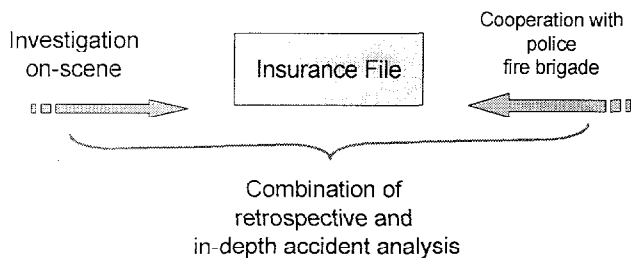 Investigation
on-scene
Insurance File
Cooperation with
police
fire brigade
Combination of
retrospective and
in-depth accident analysis